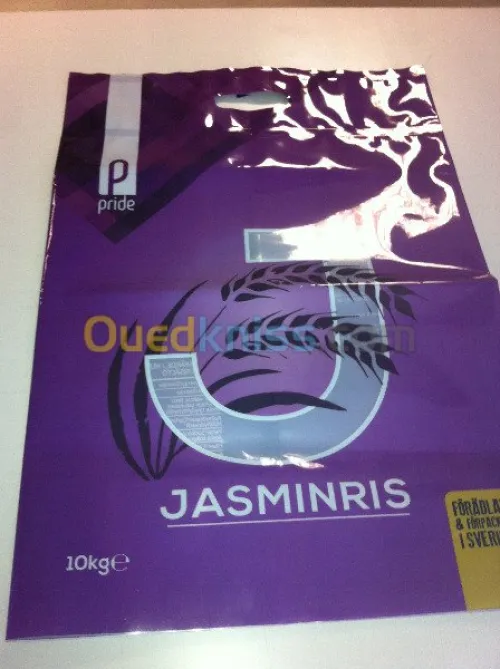 P
pride
J
Ouedkniss.com
JASMINRIS
FÖRÄDLA
& FÖRPACK
I SVERI
10kg℮